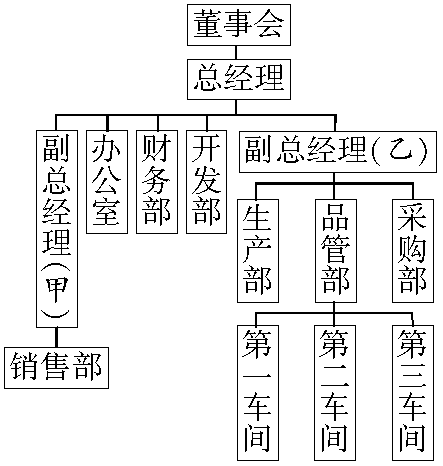 董事会
总经理
副总经理(甲)
办公室
财务部
开发部
副总经理(乙)
生产部
品管部
采购部
销售部
第一车间
第二车间
第三车间